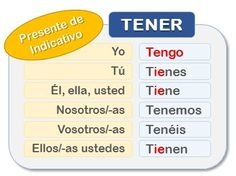 Presente de
Indicativo
TENER
Yo Tengo
Tú Tienes
Él, ella, usted Tiene
Nosotros/-as Tenemos
Vosotros/-as Tenéis
Ellos/-as ustedes Tienen